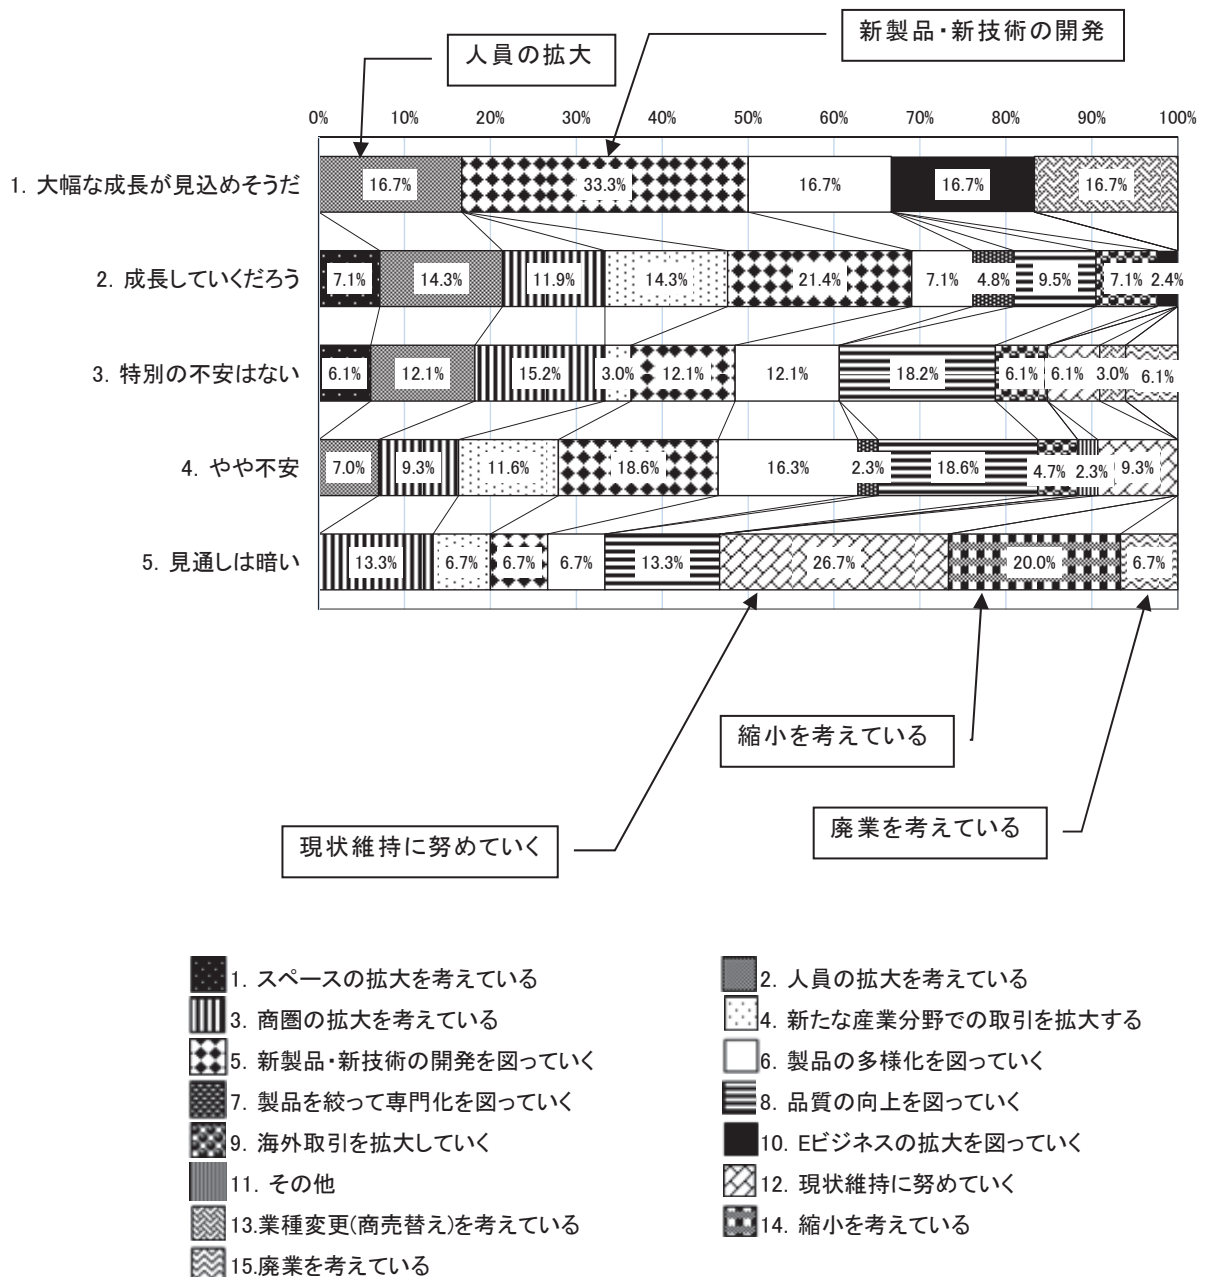 新製品・新技術の開発
人員の拡大
0% 10% 20% 30% 40% 50% 60% 70% 80% 90% 100%
1. 大幅な成長が見込めそうだ 16.7% 33.3% 16.7% 16.7% 16.7%
2. 成長していくだろう 7.1% 14.3% 11.9% 14.3% 21.4% 7.1% 4.8% 9.5% 7.1% 2.4%
3. 特別の不安はない 6.1% 12.1% 15.2% 3.0% 12.1% 12.1% 18.2% 6.1% 6.1% 3.0% 6.1%
4. やや不安 7.0% 9.3% 11.6% 18.6% 16.3% 2.3% 18.6% 4.7% 2.3% 9.3%
5. 見通しは暗い 13.3% 6.7% 6.7% 6.7% 13.3% 26.7% 20.0% 6.7%
縮小を考えている
廃業を考えている
現状維持に努めていく
1. スペースの拡大を考えている
2. 人員の拡大を考えている
3. 商圏の拡大を考えている
4. 新たな産業分野での取引を拡大する
5. 新製品・新技術の開発を図っていく
6. 製品の多様化を図っていく
7. 製品を絞って専門化を図っていく
8. 品質の向上を図っていく
9. 海外取引を拡大していく
10. Eビジネスの拡大を図っていく
11. その他
12. 現状維持に努めていく
13.業種変更(商売替え)を考えている
14. 縮小を考えている
15.廃業を考えている